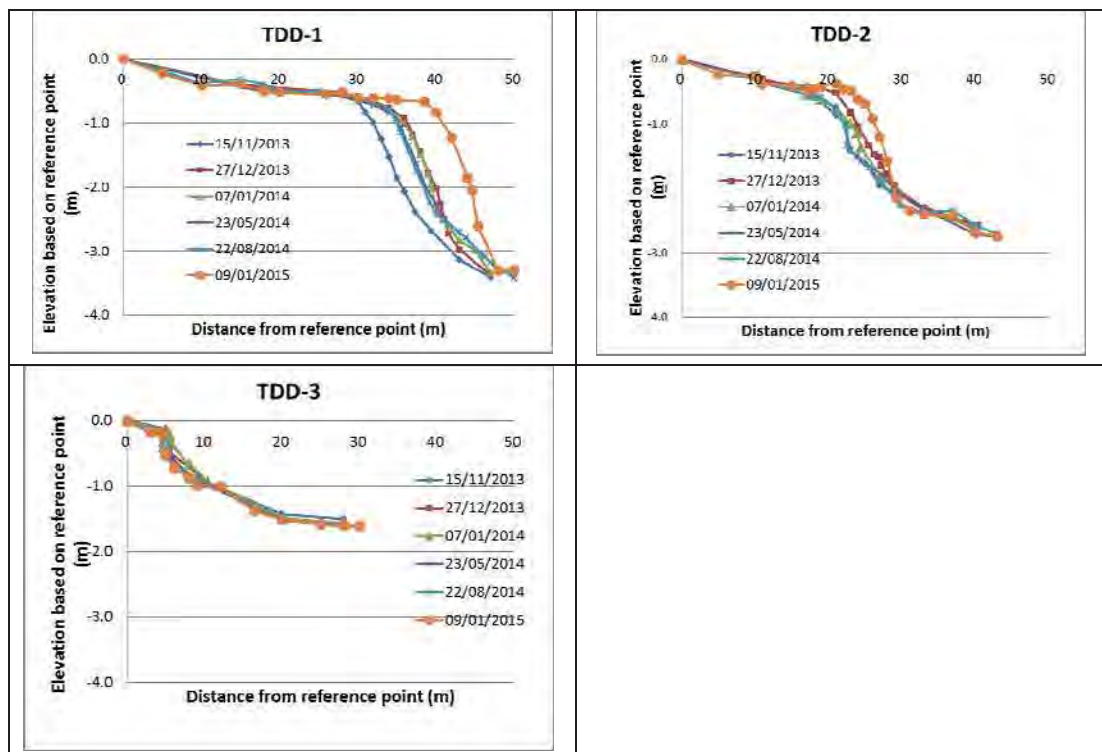 TDD-1
0.0
0 10 20 30 40 50
-1.0
-2.0
-3.0
-4.0
Elevation based on reference point
(m)
15/11/2013
27/12/2013
07/01/2014
23/05/2014
22/08/2014
09/01/2015
Distance from reference point (m)
TDD-2
0.0
0 10 20 30 40 50
-1.0
-2.0
-3.0
4.0
Elevation based on reference point
(m)
15/11/2013
27/12/2013
07/01/2014
23/05/2014
22/08/2014
09/01/2015
Distance from reference point (m)
TDD-3
0.0
0 10 20 30 40 50
-1.0
-2.0
-3.0
-4.0
Elevation based on reference point
(m)
15/11/2013
27/12/2013
07/01/2014
23/05/2014
22/08/2014
09/01/2015
Distance from reference point (m)